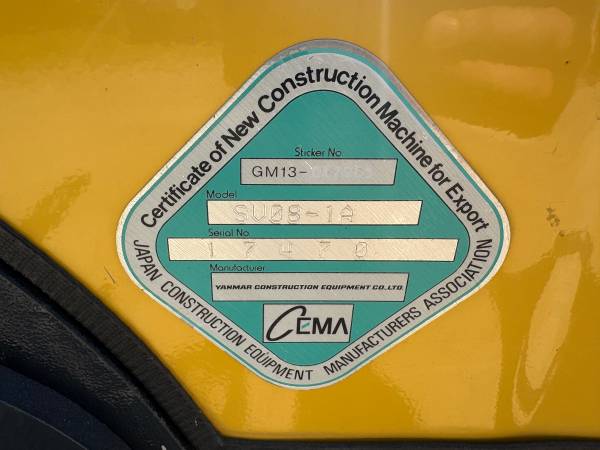 Certificate of New Construction Machine for Export
Sticker No.
GM13-
Model
SV08-1A
Serial No.
17470
Manufacturer
YANMAR CONSTRUCTION EQUIPMENT CO.,LTD.
CEMA
JAPAN CONSTRUCTION EQUIPMENT MANUFACTURERS ASSOCIATION